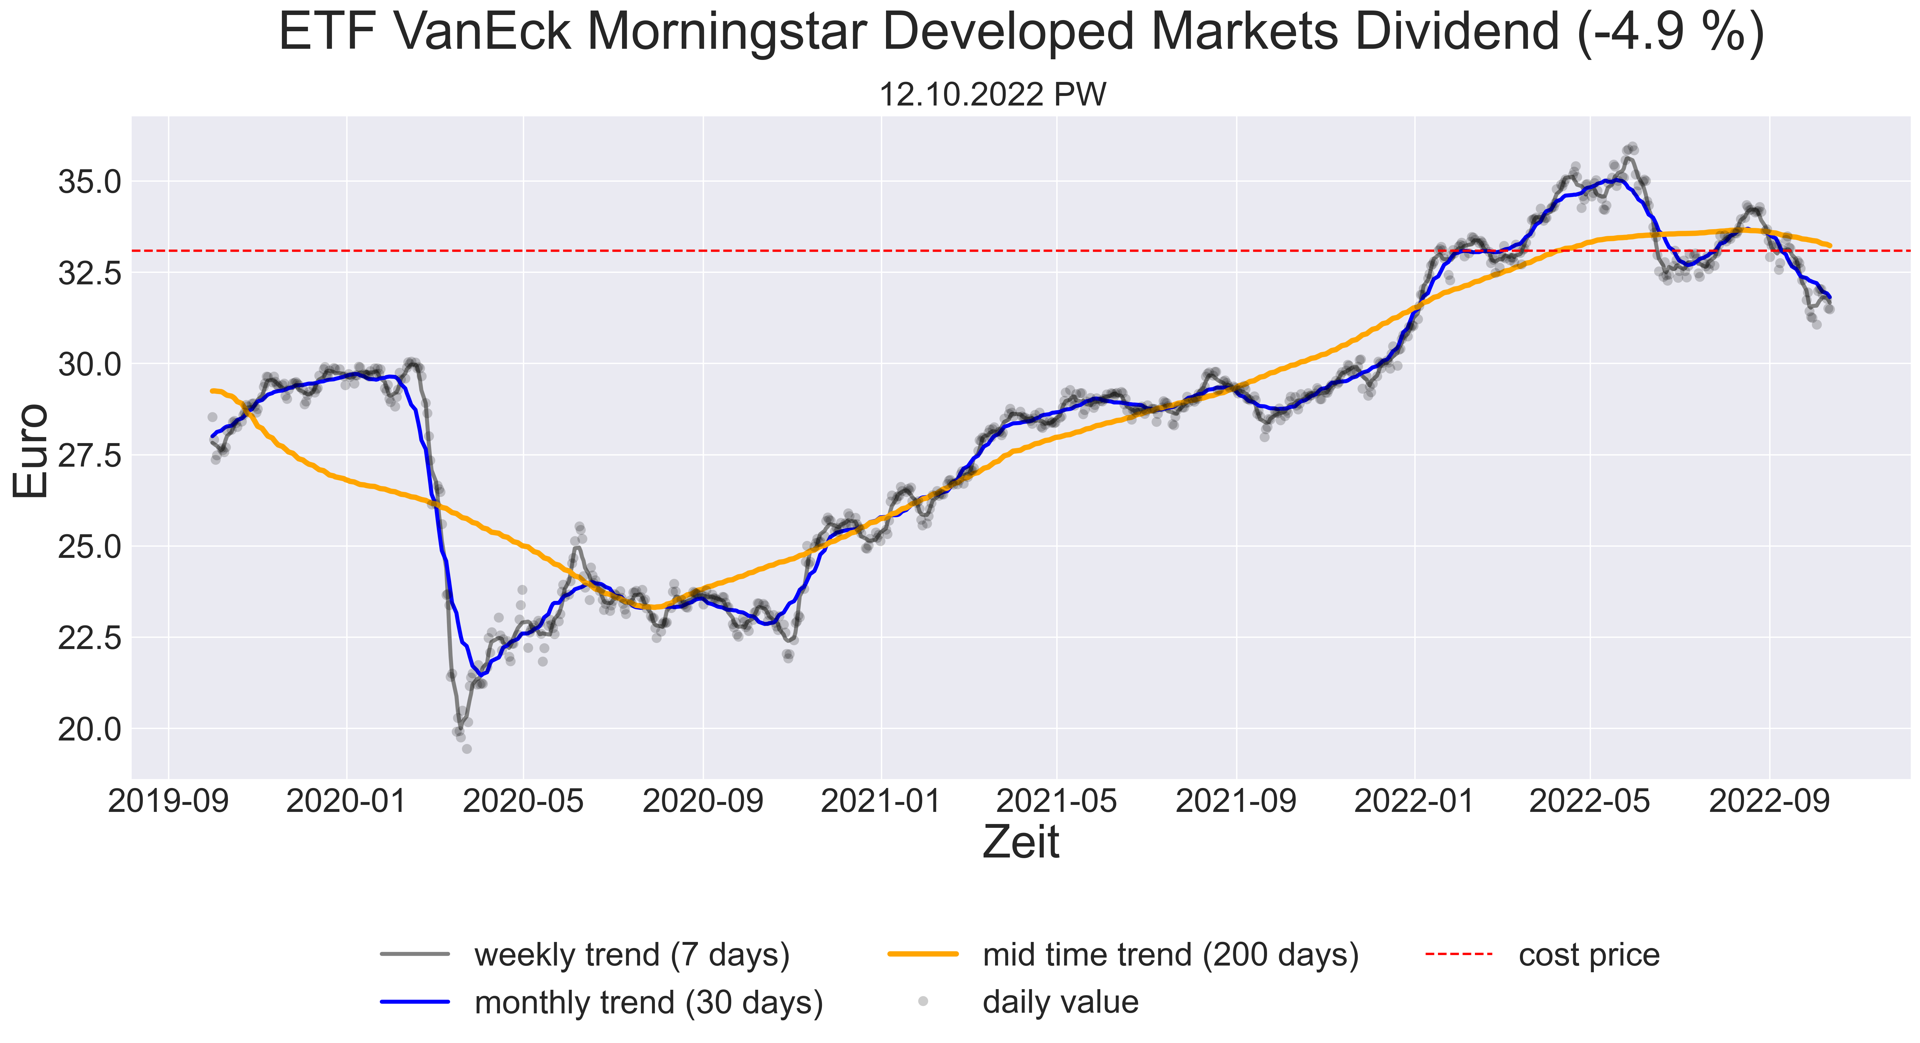 ETF VanEck Morningstar Developed Markets Dividend (-4.9 %)
12.10.2022 PW
Euro
35.0
32.5
30.0
27.5
25.0
22.5
20.0
2019-09 2020-01 2020-05 2020-09 2021-01 2021-05 2021-09 2022-01 2022-05 2022-09
Zeit
weekly trend (7 days) mid time trend (200 days) cost price
monthly trend (30 days) daily value